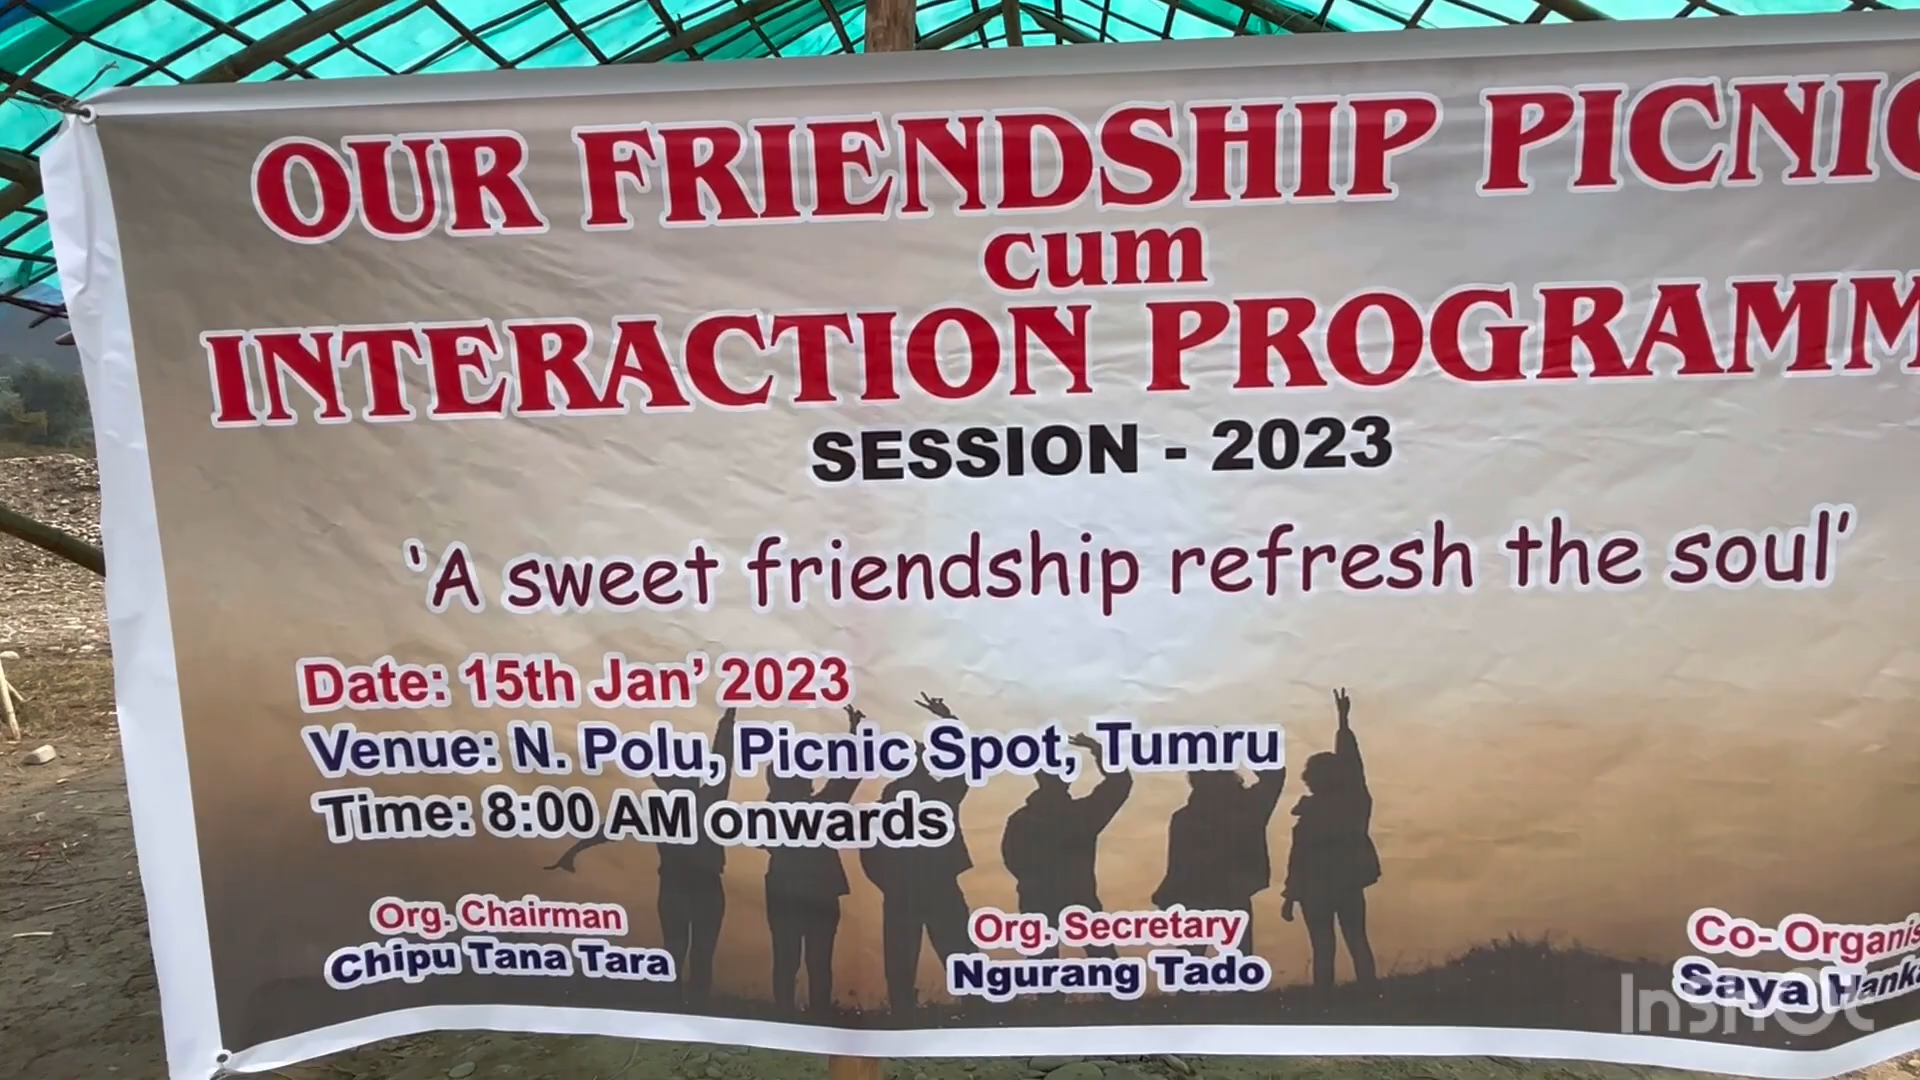 OUR FRIENDSHIP PICNIC
cum
INTERACTION PROGRAMM
SESSION - 2023
'A sweet friendship refresh the soul'
Date: 15th Jan' 2023
Venue: N. Polu, Picnic Spot, Tumru
Time: 8:00 AM onwards
Org. Chairman
Chipu Tana Tara
Org. Secretary
Ngurang Tado
Co-Organis
Saya
InShOt